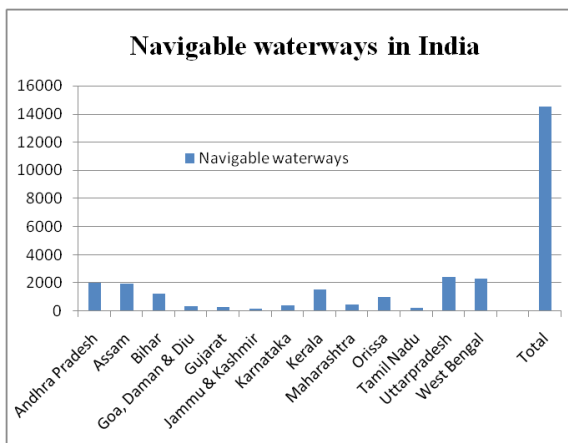 Navigable waterways in India
16000
14000
12000
10000
8000
6000
4000
2000
0
Navigable waterways
Andhra Pradesh
Assam
Bihar
Goa, Daman & Diu
Gujarat
Jammu & Kashmir
Karnataka
Kerala
Maharashtra
Orissa
Tamil Nadu
Uttarpradesh
West Bengal
Total